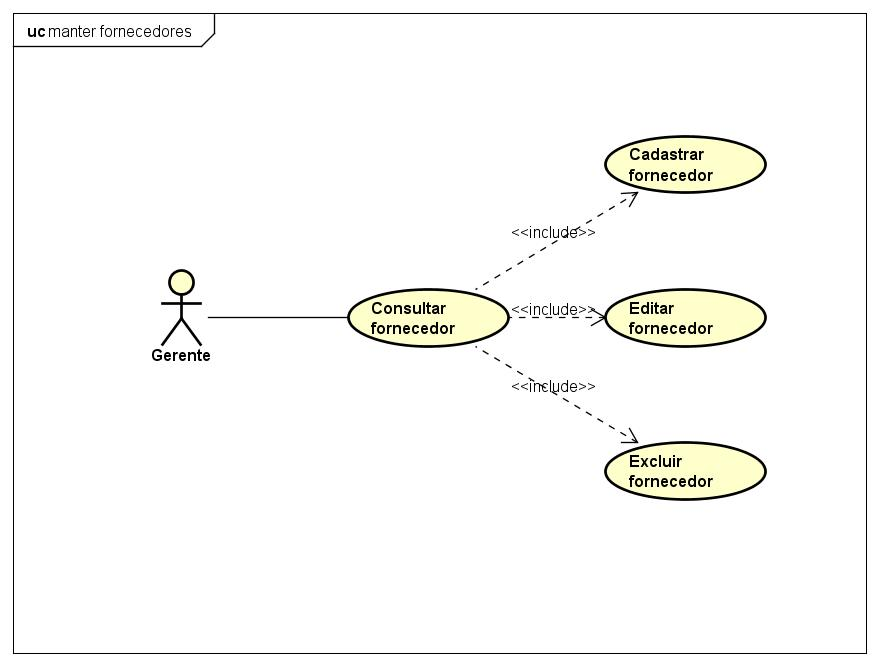 uc manter fornecedores
Cadastrar
fornecedor
<<include>>
Consultar
fornecedor
<<include>>
Editar
fornecedor
Gerente
<<include>>
Excluir
fornecedor